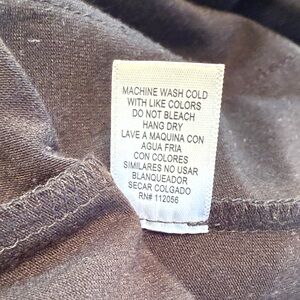 MACHINE WASH COLD
WITH LIKE COLORS
DO NOT BLEACH
HANG DRY
LAVE A MAQUINA CON
AGUA FRIA
CON COLORES
SIMILARES NO USAR
BLANQUEADOR
SECAR COLGADO
RN# 112056